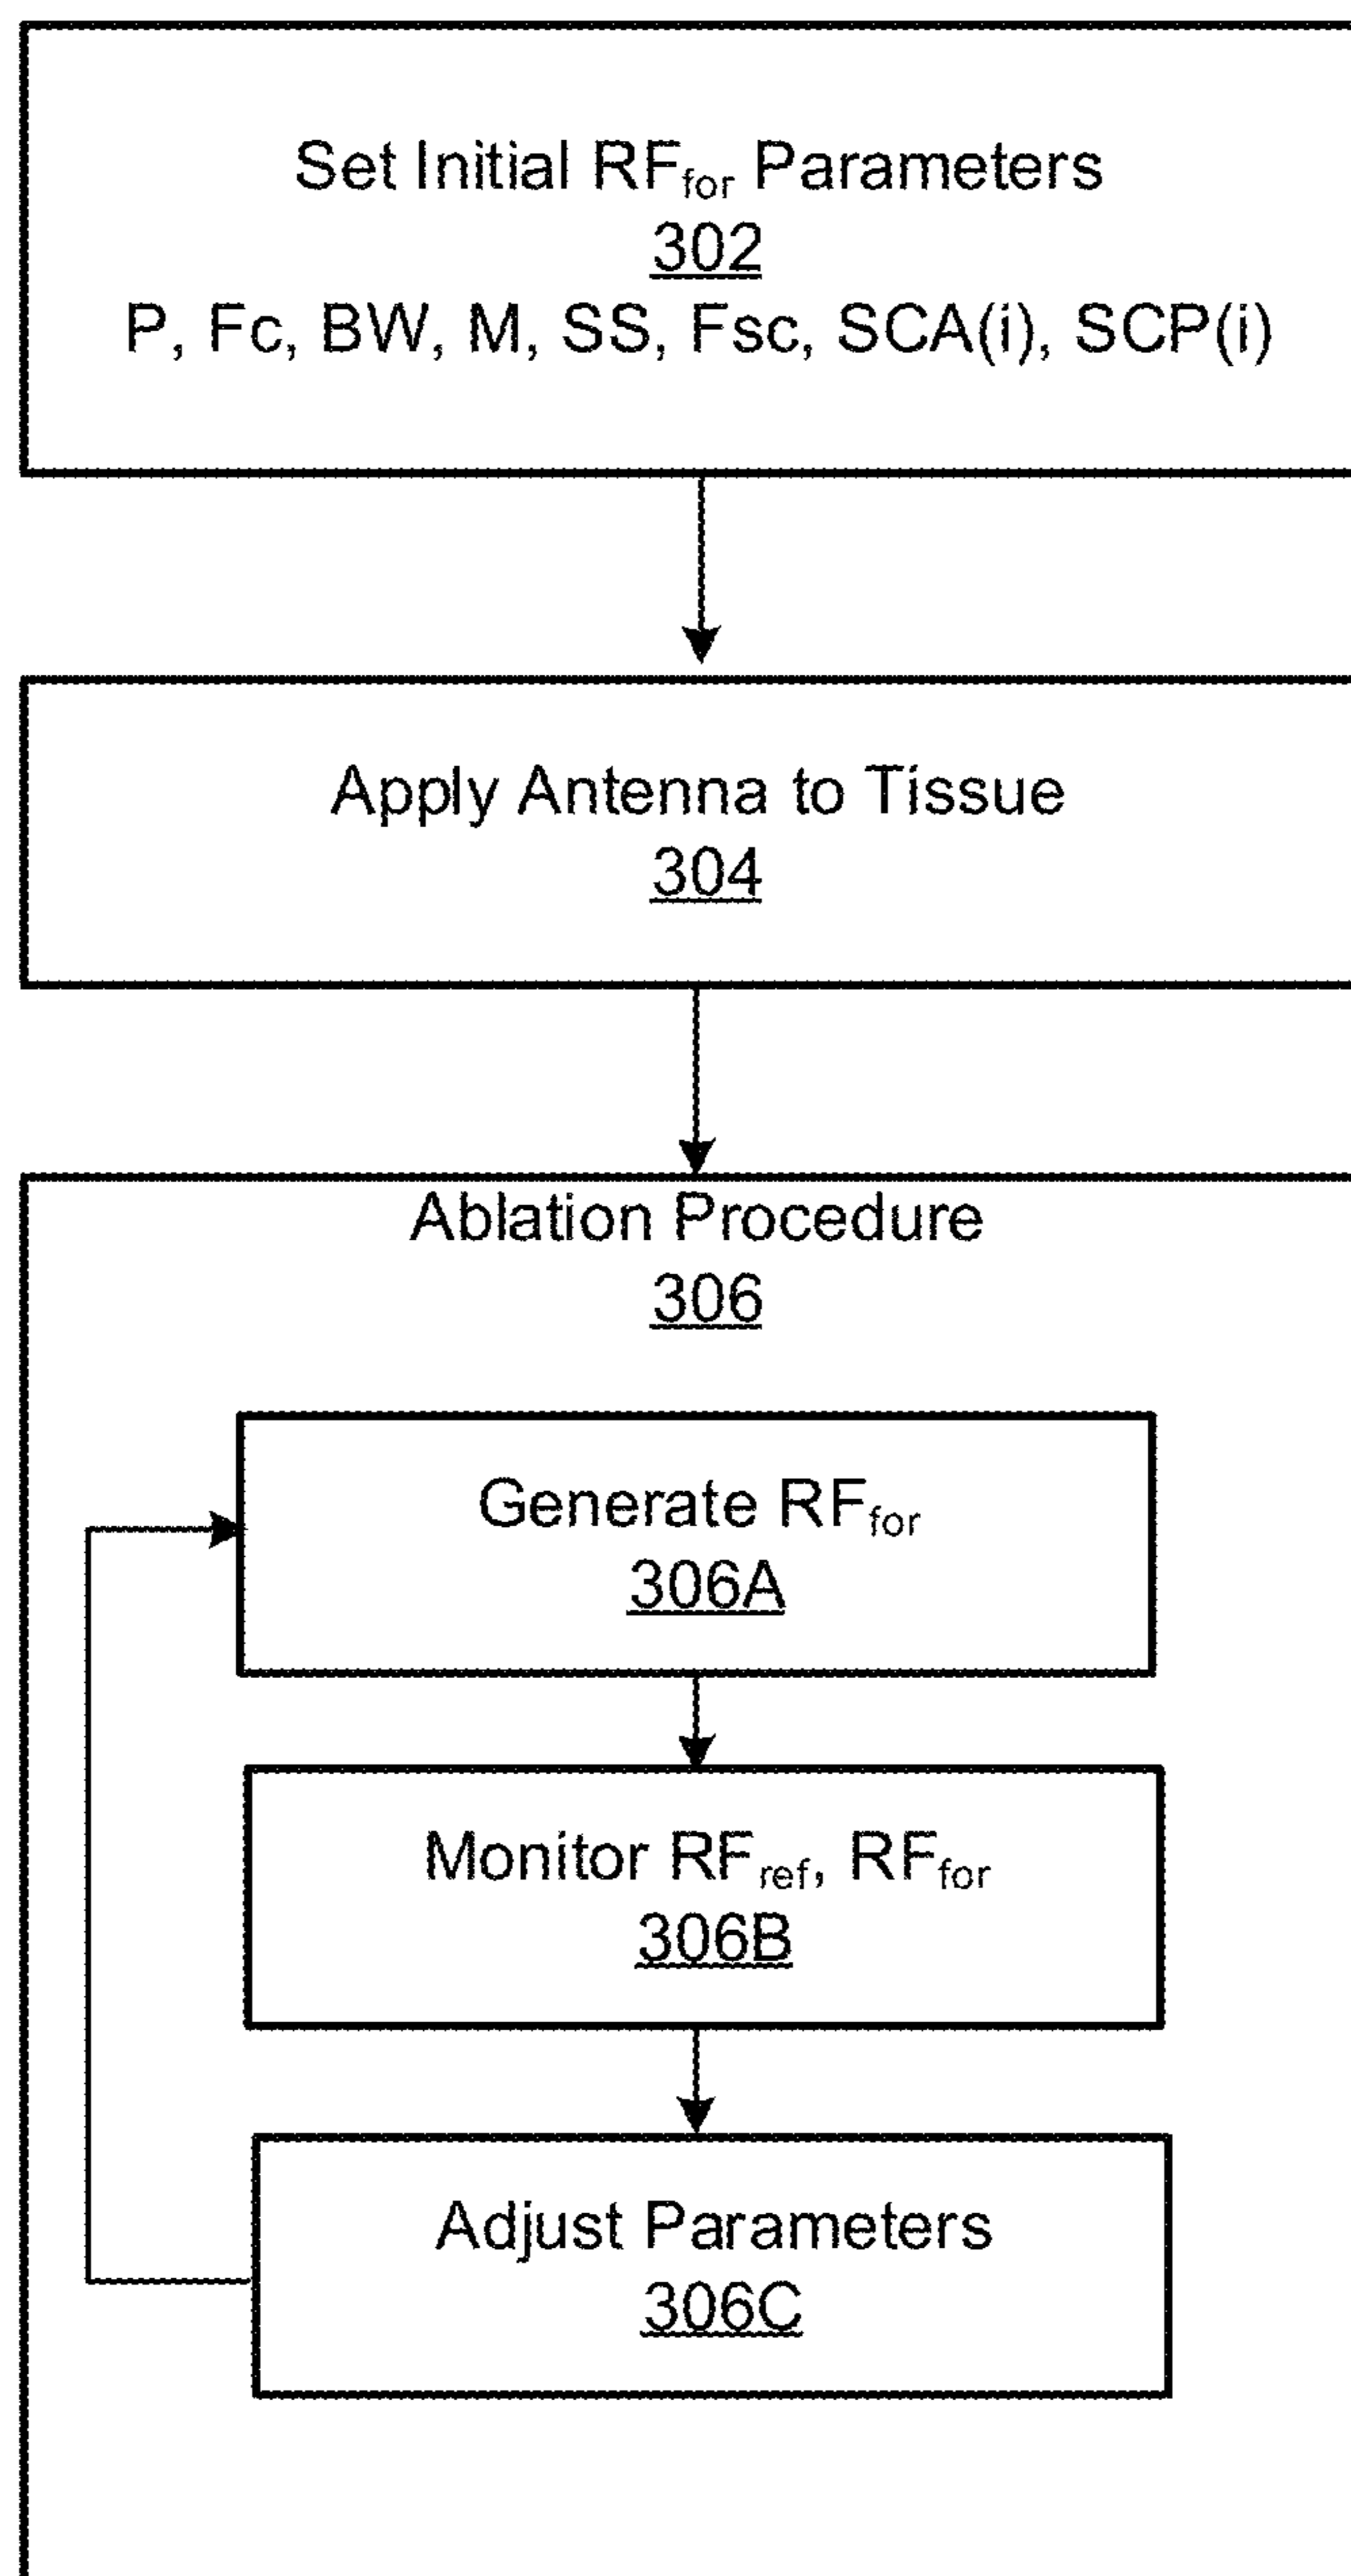 Set Initial RFfor Parameters
302
P, Fc, BW, M, SS, Fsc, SCA(i), SCP(i)
Apply Antenna to Tissue
304
Ablation Procedure
306
Generate RFfor
306A
Monitor RFref, RFfor
306B
Adjust Parameters
306C